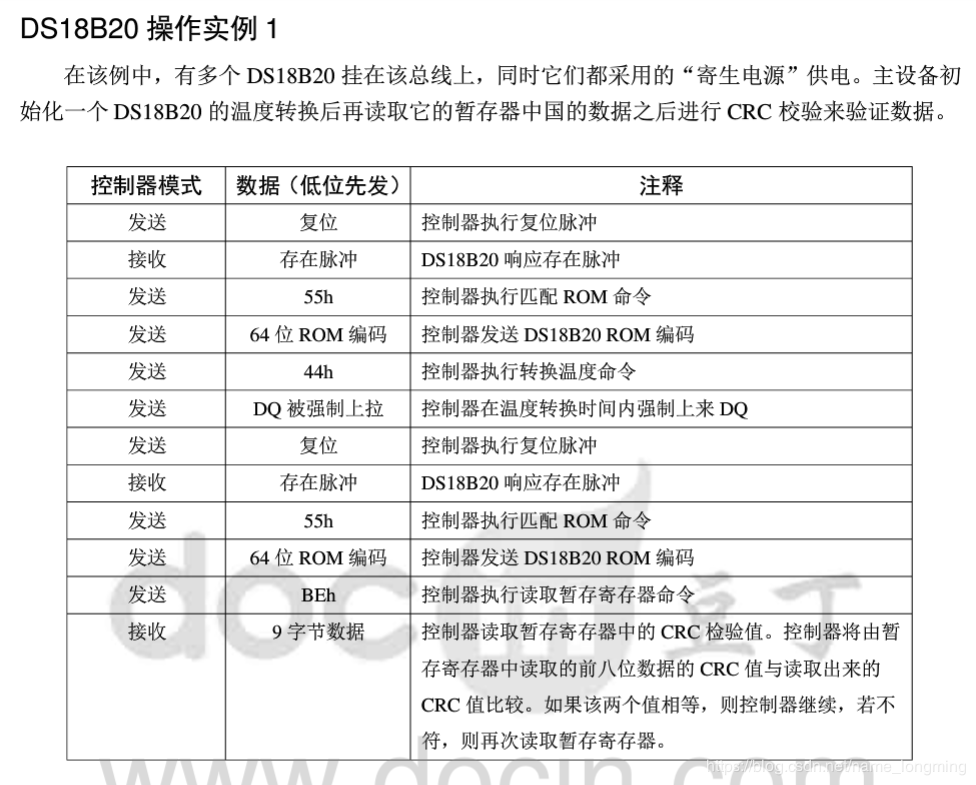 DS18B20 操作实例 1
在该例中，有多个 DS18B20 挂在该总线上，同时它们都采用的“寄生电源”供电。主设备初
始化一个 DS18B20 的温度转换后再读取它的暂存器中国的数据之后进行 CRC 校验来验证数据。
控制器模式 数据（低位先发） 注释
发送 复位 控制器执行复位脉冲
接收 存在脉冲 DS18B20 响应存在脉冲
发送 55h 控制器执行匹配 ROM 命令
发送 64 位 ROM 编码 控制器发送 DS18B20 ROM 编码
发送 44h 控制器执行转换温度命令
发送 DQ 被强制上拉 控制器在温度转换时间内强制上来 DQ
发送 复位 控制器执行复位脉冲
接收 存在脉冲 DS18B20 响应存在脉冲
发送 55h 控制器执行匹配 ROM 命令
发送 64 位 ROM 编码 控制器发送 DS18B20 ROM 编码
发送 BEh 控制器执行读取暂存寄存器命令
接收 9 字节数据 控制器读取暂存寄存器中的 CRC 检验值。控制器将由暂
存寄存器中读取的前八位数据的 CRC 值与读取出来的
CRC 值比较。如果该两个值相等，则控制器继续，若不
符，则再次读取暂存寄存器。
doc 豆丁
www.docin.com
https://blog.csdn.net/name_longming